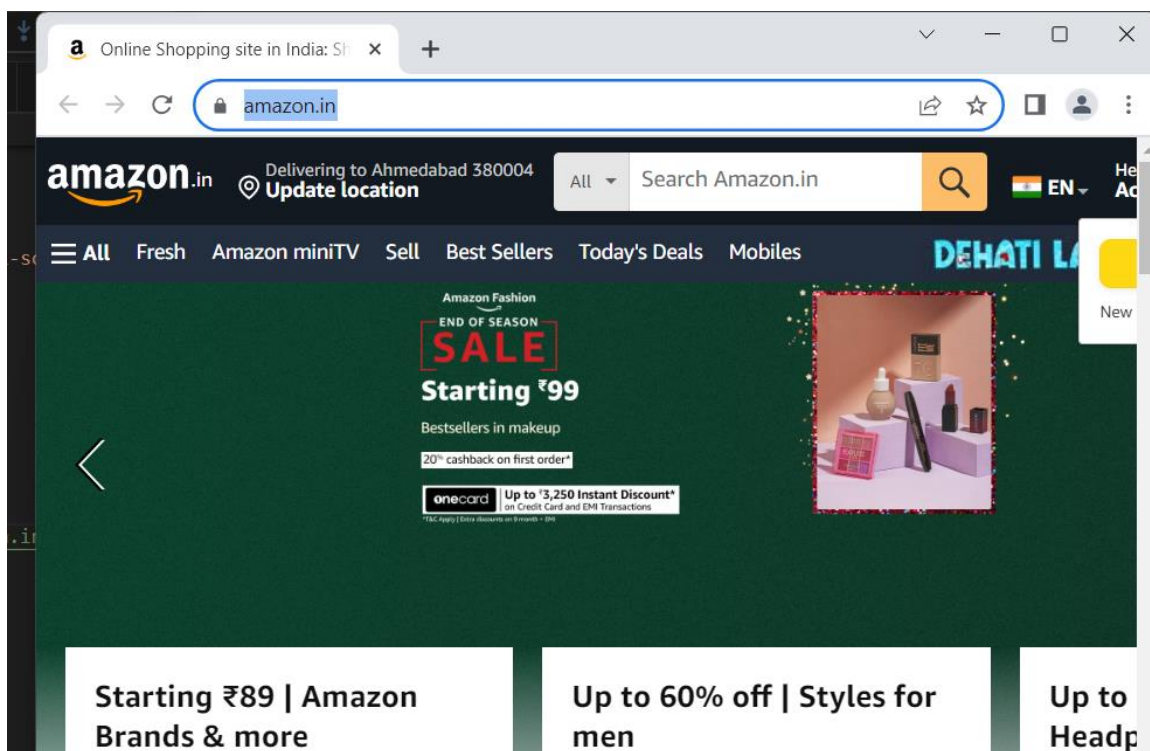 Online Shopping site in India: Sh
amazon.in
amazon.in
Delivering to Ahmedabad 380004
Update location
All
Search Amazon.in
EN
He
Ac
All Fresh Amazon miniTV Sell Best Sellers Today's Deals Mobiles
DEHATI LA
New
Amazon Fashion
END OF SEASON
SALE
Starting ₹99
Bestsellers in makeup
20% cashback on first order*
onecard
Up to ₹3,250 Instant Discount*
on Credit Card and EMI Transactions
Starting ₹89 | Amazon
Brands & more
Up to 60% off | Styles for
men
Up to
Headp